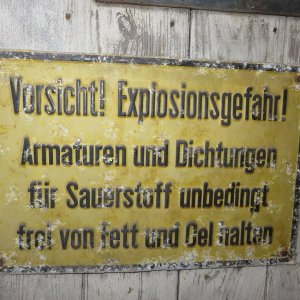 Vorsicht! Explosionsgefahr!
Armaturen und Dichtungen
für Sauerstoff unbedingt
frei von Fett und Oel halten